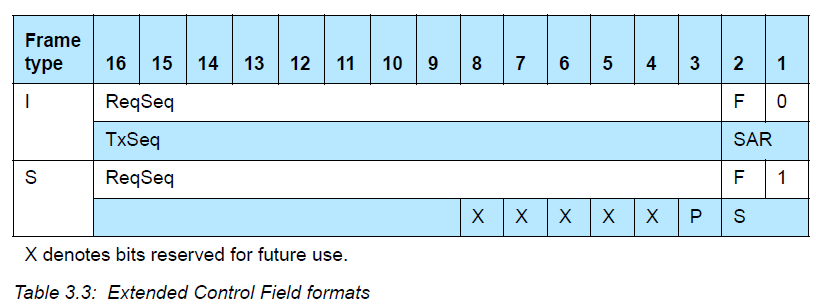 Frame type 16 15 14 13 12 11 10 9 8 7 6 5 4 3 2 1
I ReqSeq F 0
TxSeq SAR
S ReqSeq F 1
X X X X X P S
X denotes bits reserved for future use.
Table 3.3: Extended Control Field formats